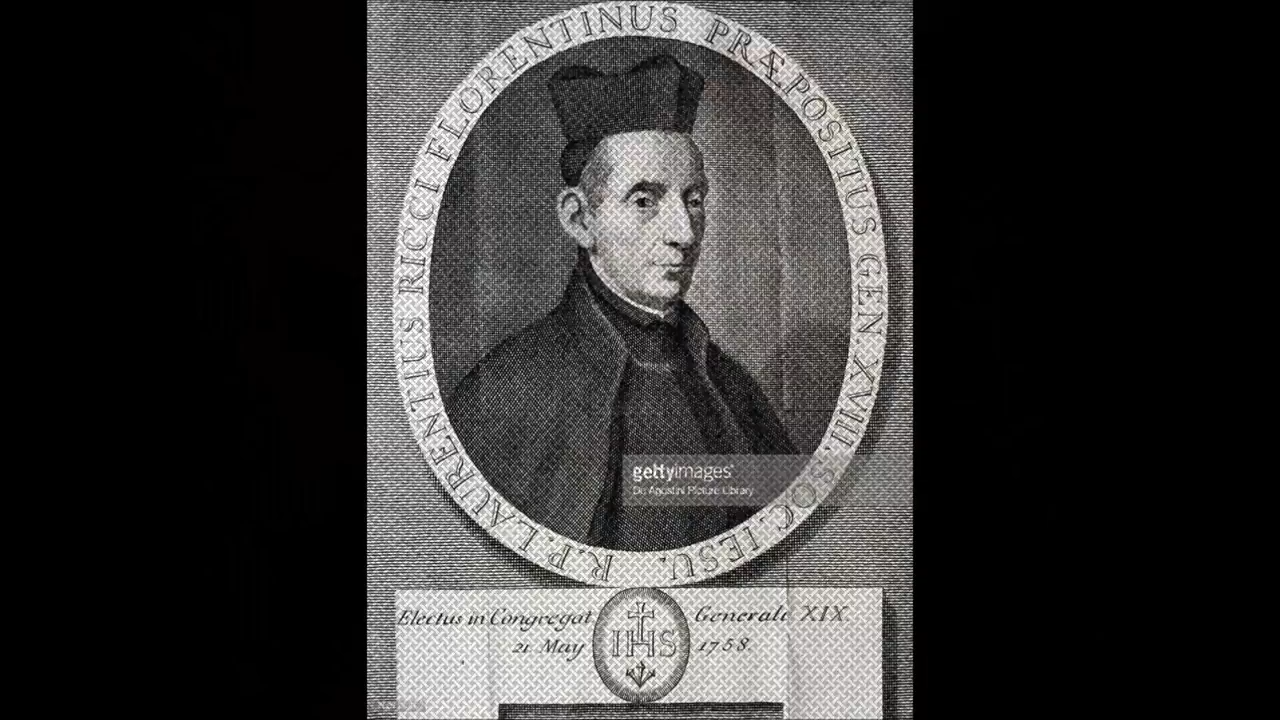 R.P. LAURENTIUS RICCI FLORENTINUS PRÆPOSITUS GEN. XVIII. SOC. IESU.
gettyimages®
De Agostini Picture Library
Electus in Congregat. Generali XIX
21 May 1758.
IHS